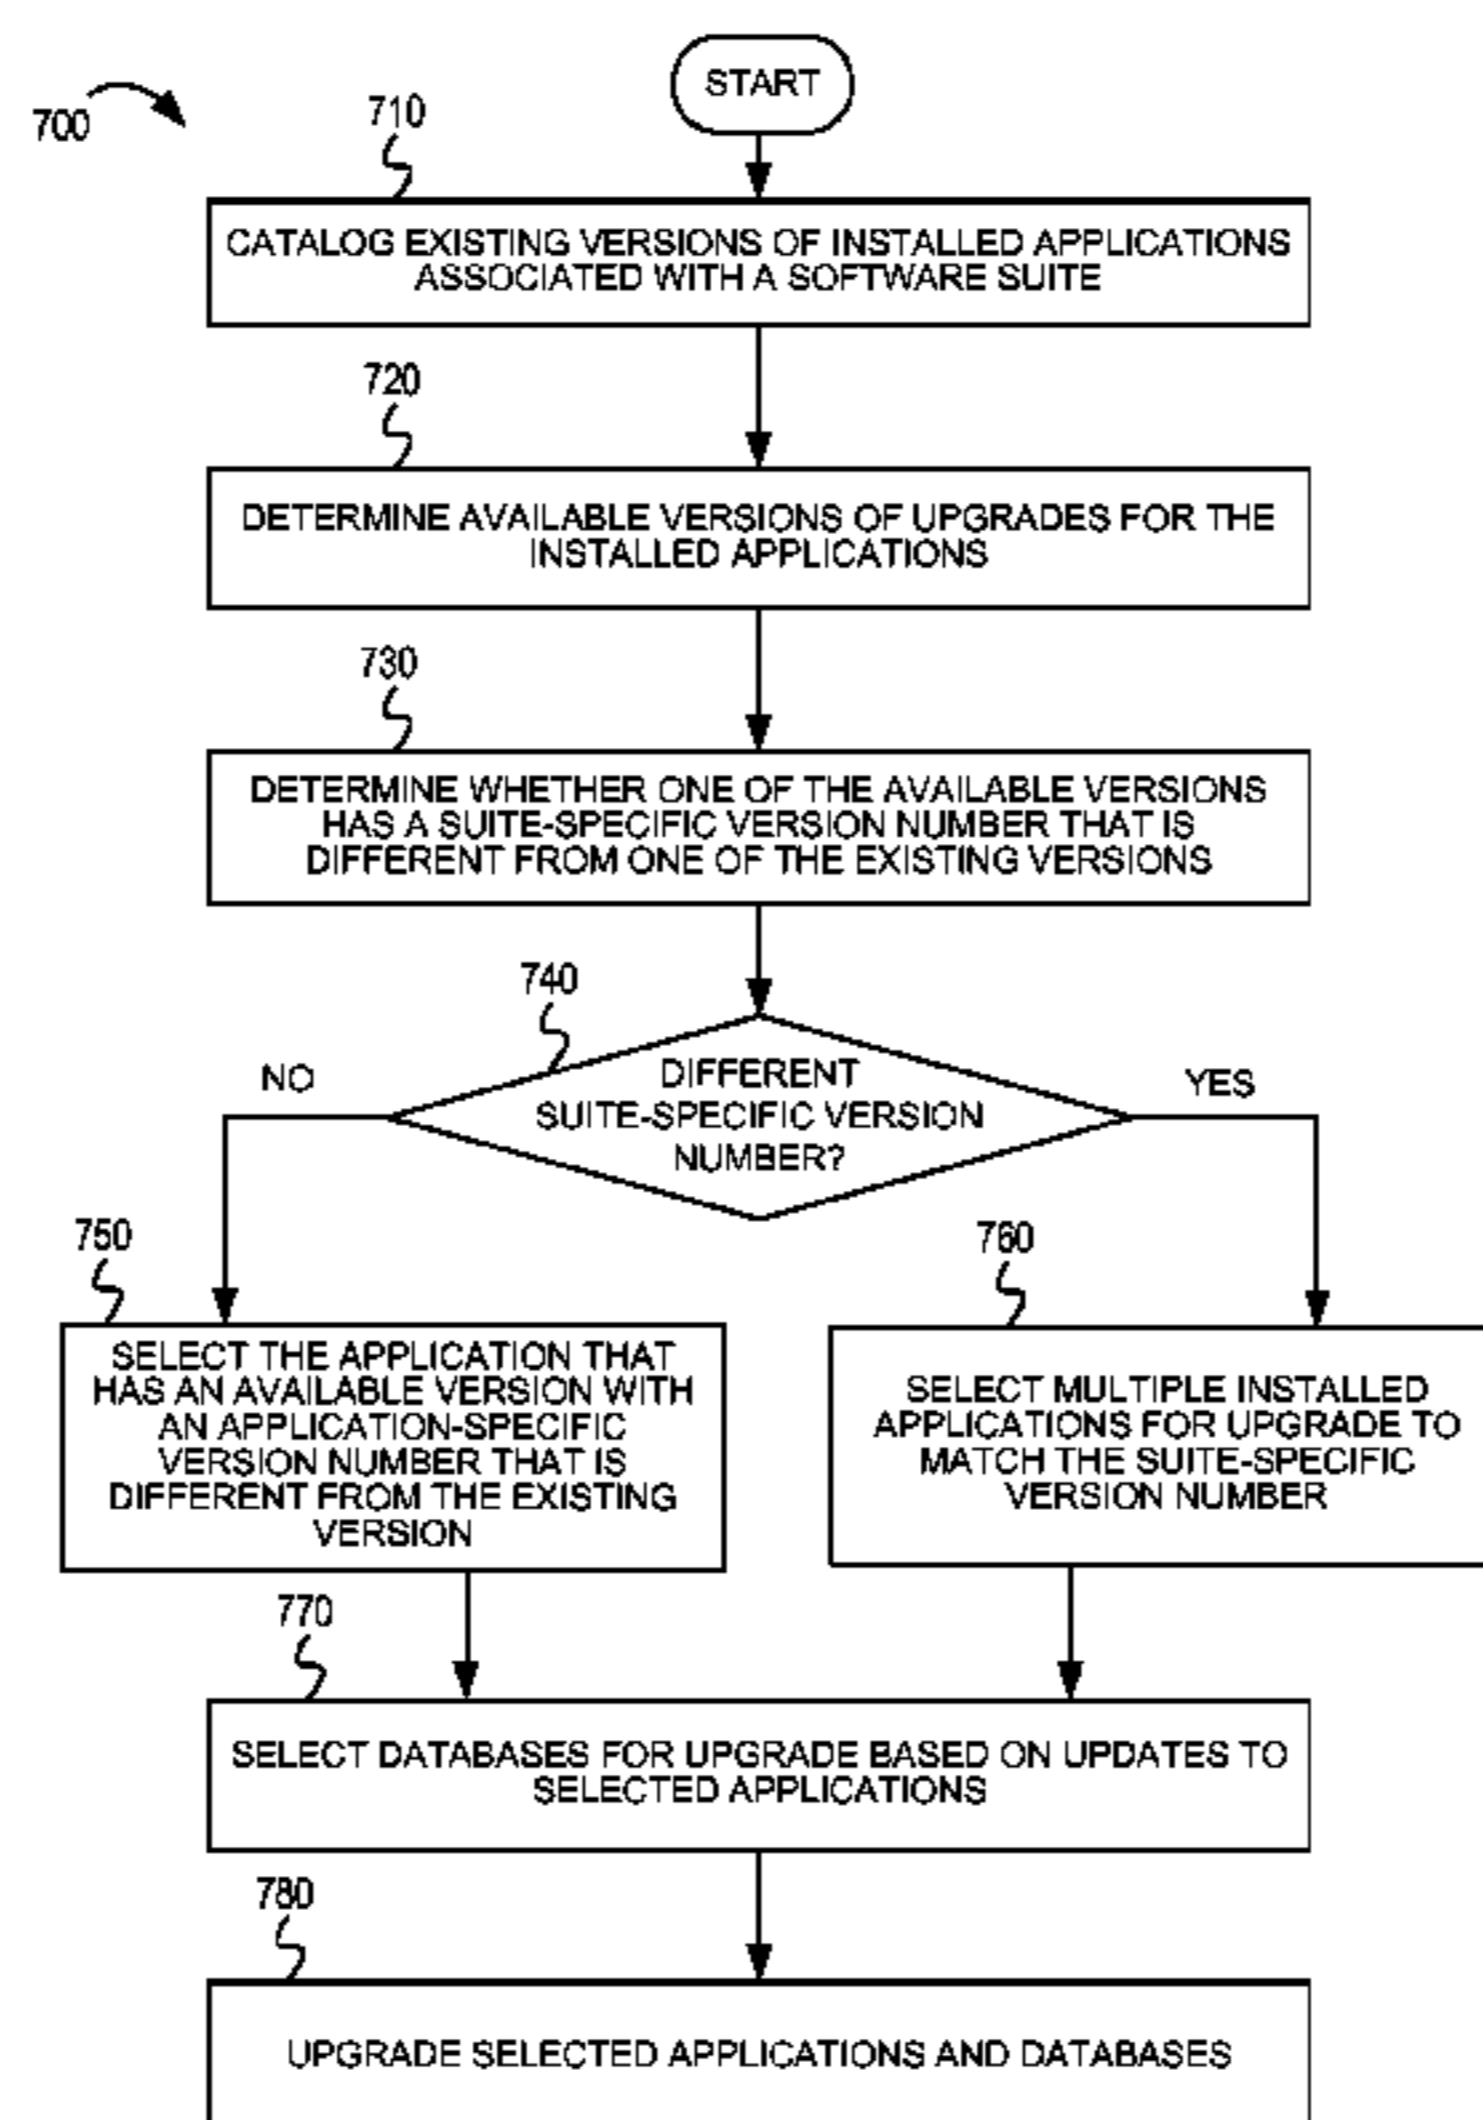 START
700
710
CATALOG EXISTING VERSIONS OF INSTALLED APPLICATIONS
ASSOCIATED WITH A SOFTWARE SUITE
720
DETERMINE AVAILABLE VERSIONS OF UPGRADES FOR THE
INSTALLED APPLICATIONS
730
DETERMINE WHETHER ONE OF THE AVAILABLE VERSIONS
HAS A SUITE-SPECIFIC VERSION NUMBER THAT IS
DIFFERENT FROM ONE OF THE EXISTING VERSIONS
740
NO
DIFFERENT
SUITE-SPECIFIC VERSION
NUMBER?
YES
750
SELECT THE APPLICATION THAT
HAS AN AVAILABLE VERSION WITH
AN APPLICATION-SPECIFIC
VERSION NUMBER THAT IS
DIFFERENT FROM THE EXISTING
VERSION
760
SELECT MULTIPLE INSTALLED
APPLICATIONS FOR UPGRADE TO
MATCH THE SUITE-SPECIFIC
VERSION NUMBER
770
SELECT DATABASES FOR UPGRADE BASED ON UPDATES TO
SELECTED APPLICATIONS
780
UPGRADE SELECTED APPLICATIONS AND DATABASES